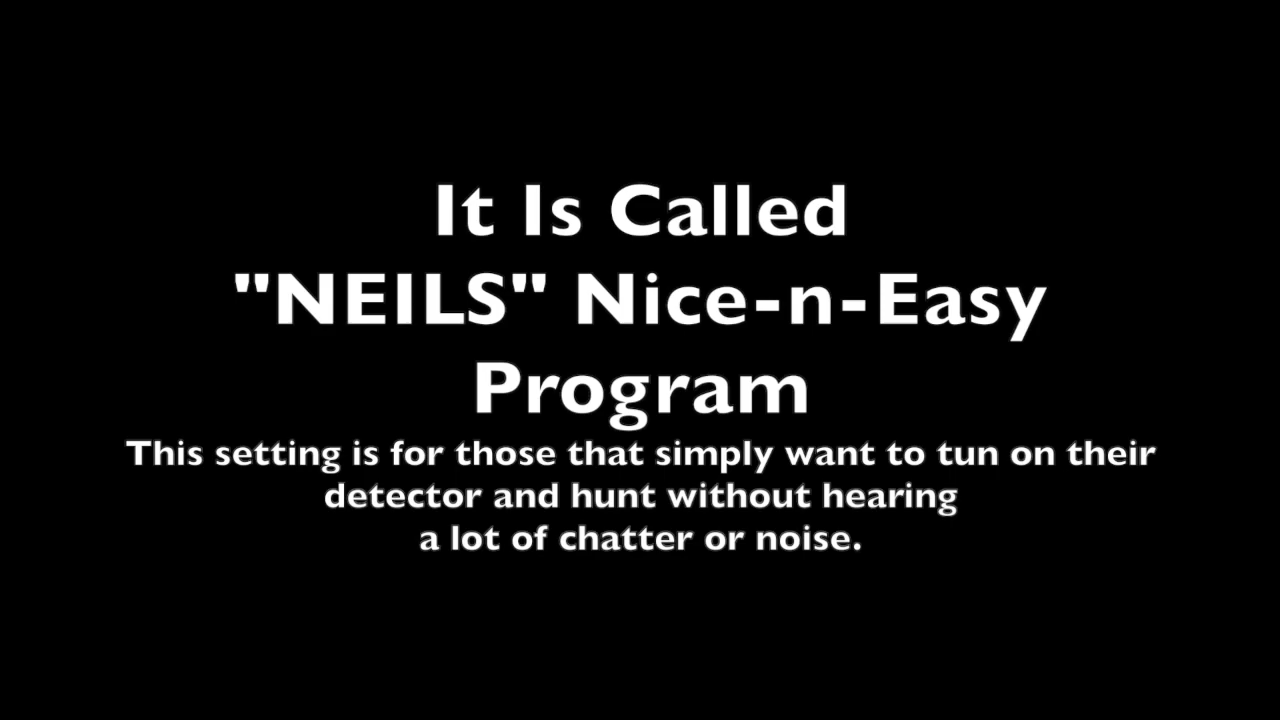 It Is Called
"NEILS" Nice-n-Easy
Program
This setting is for those that simply want to tun on their
detector and hunt without hearing
a lot of chatter or noise.